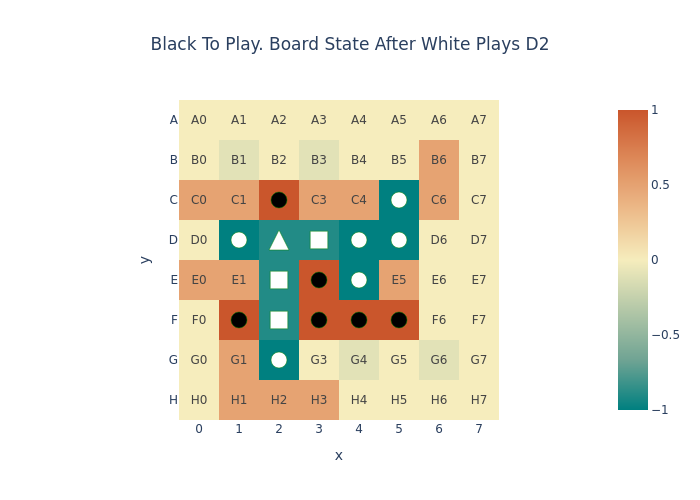 Black To Play. Board State After White Plays D2
A A0 A1 A2 A3 A4 A5 A6 A7
B B0 B1 B2 B3 B4 B5 B6 B7
C C0 C1 C3 C4 C6 C7
D D0 D6 D7
E E0 E1 E5 E6 E7
F F0 F6 F7
G G0 G1 G3 G4 G5 G6 G7
H H0 H1 H2 H3 H4 H5 H6 H7
0 1 2 3 4 5 6 7
x
y
1
0.5
0
−0.5
−1